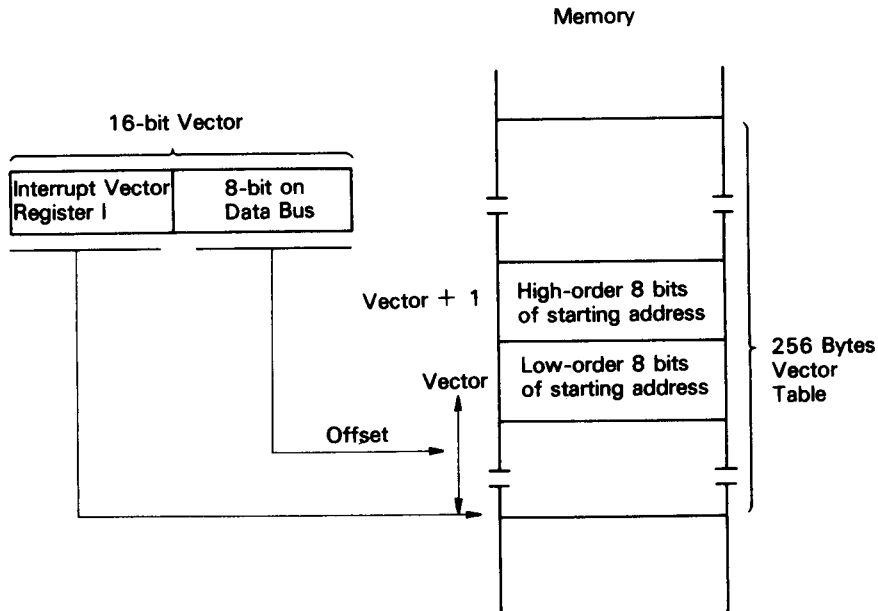 Memory
16-bit Vector
Interrupt Vector
Register I
8-bit on
Data Bus
Vector + 1
High-order 8 bits
of starting address
Vector
Low-order 8 bits
of starting address
256 Bytes
Vector
Table
Offset